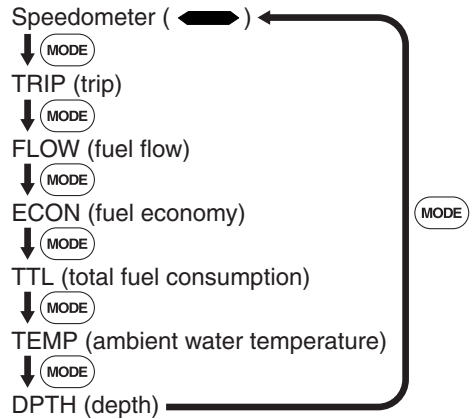 Speedometer ( )
MODE
TRIP (trip)
MODE
FLOW (fuel flow)
MODE
ECON (fuel economy)
MODE
MODE
TTL (total fuel consumption)
MODE
TEMP (ambient water temperature)
MODE
DPTH (depth)